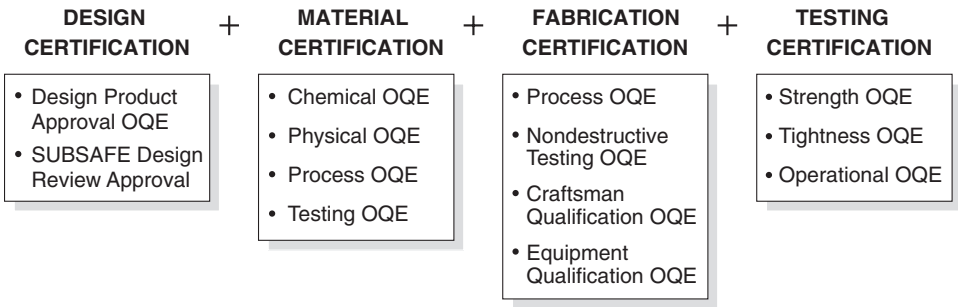 DESIGN
CERTIFICATION
+
MATERIAL
CERTIFICATION
+
FABRICATION
CERTIFICATION
+
TESTING
CERTIFICATION
• Design Product
Approval OQE
• SUBSAFE Design
Review Approval
• Chemical OQE
• Physical OQE
• Process OQE
• Testing OQE
• Process OQE
• Nondestructive
Testing OQE
• Craftsman
Qualification OQE
• Equipment
Qualification OQE
• Strength OQE
• Tightness OQE
• Operational OQE